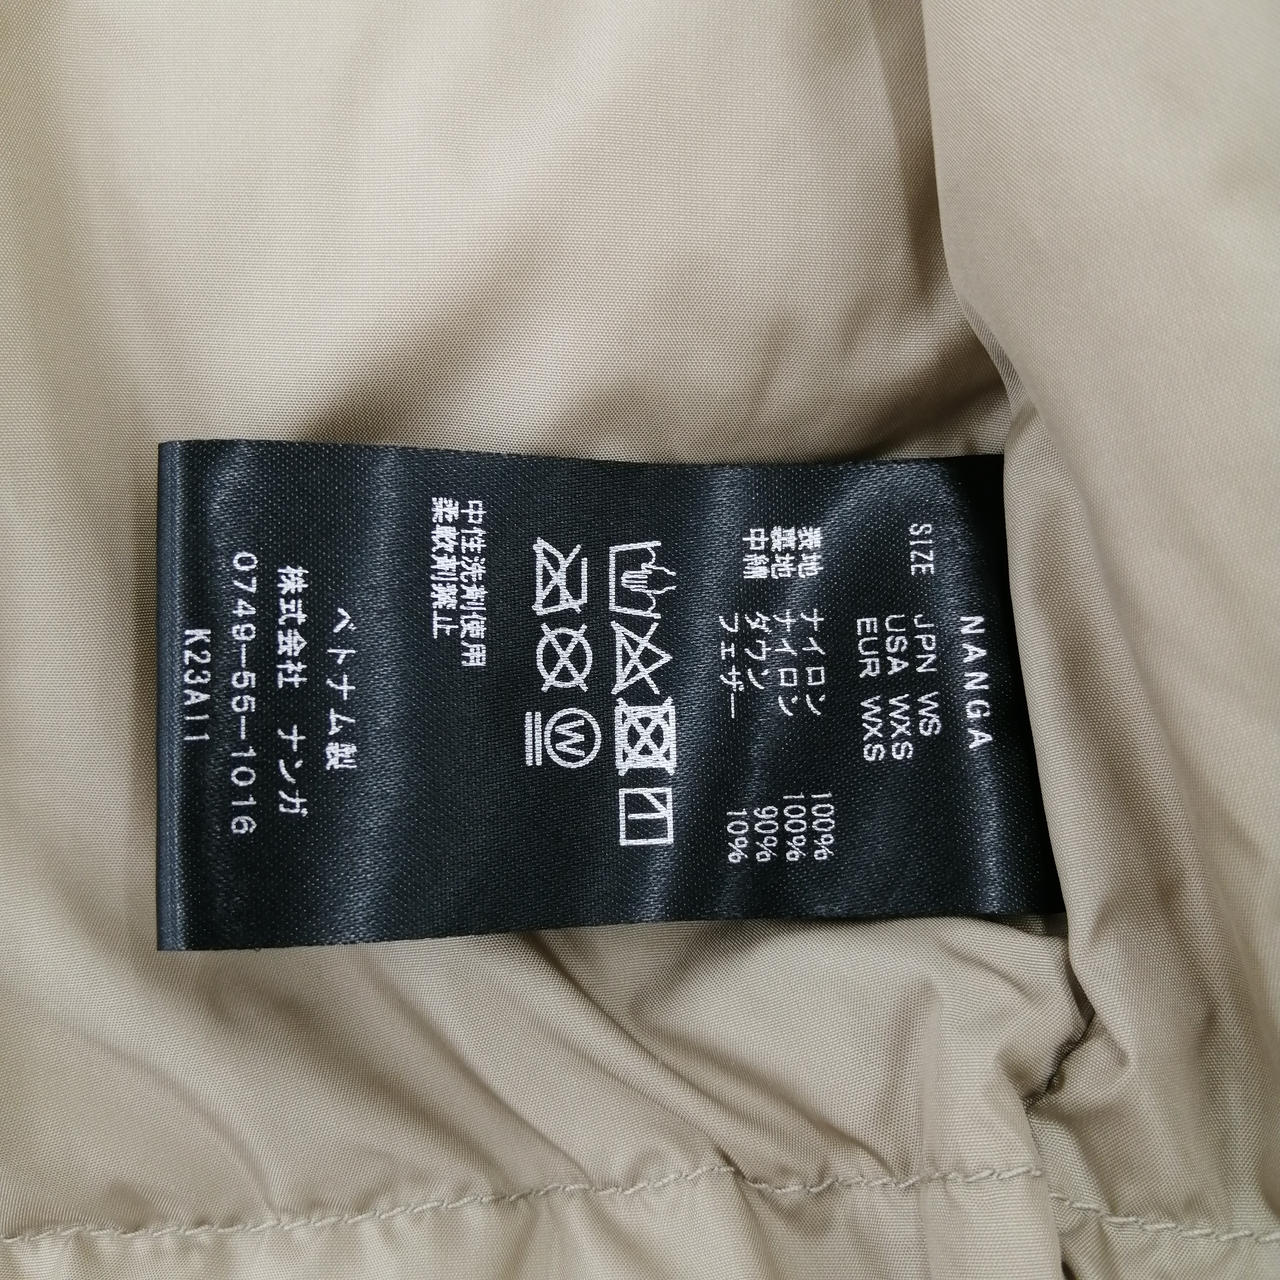 NANGA
SIZE JPN WS
USA WXS
EUR WXS
表地 ナイロン 100%
裏地 ナイロン 100%
中綿 ダウン 90%
フェザー 10%
W
中性洗剤使用
柔軟剤禁止
ベトナム製
株式会社 ナンガ
0749-55-1016
K23A11